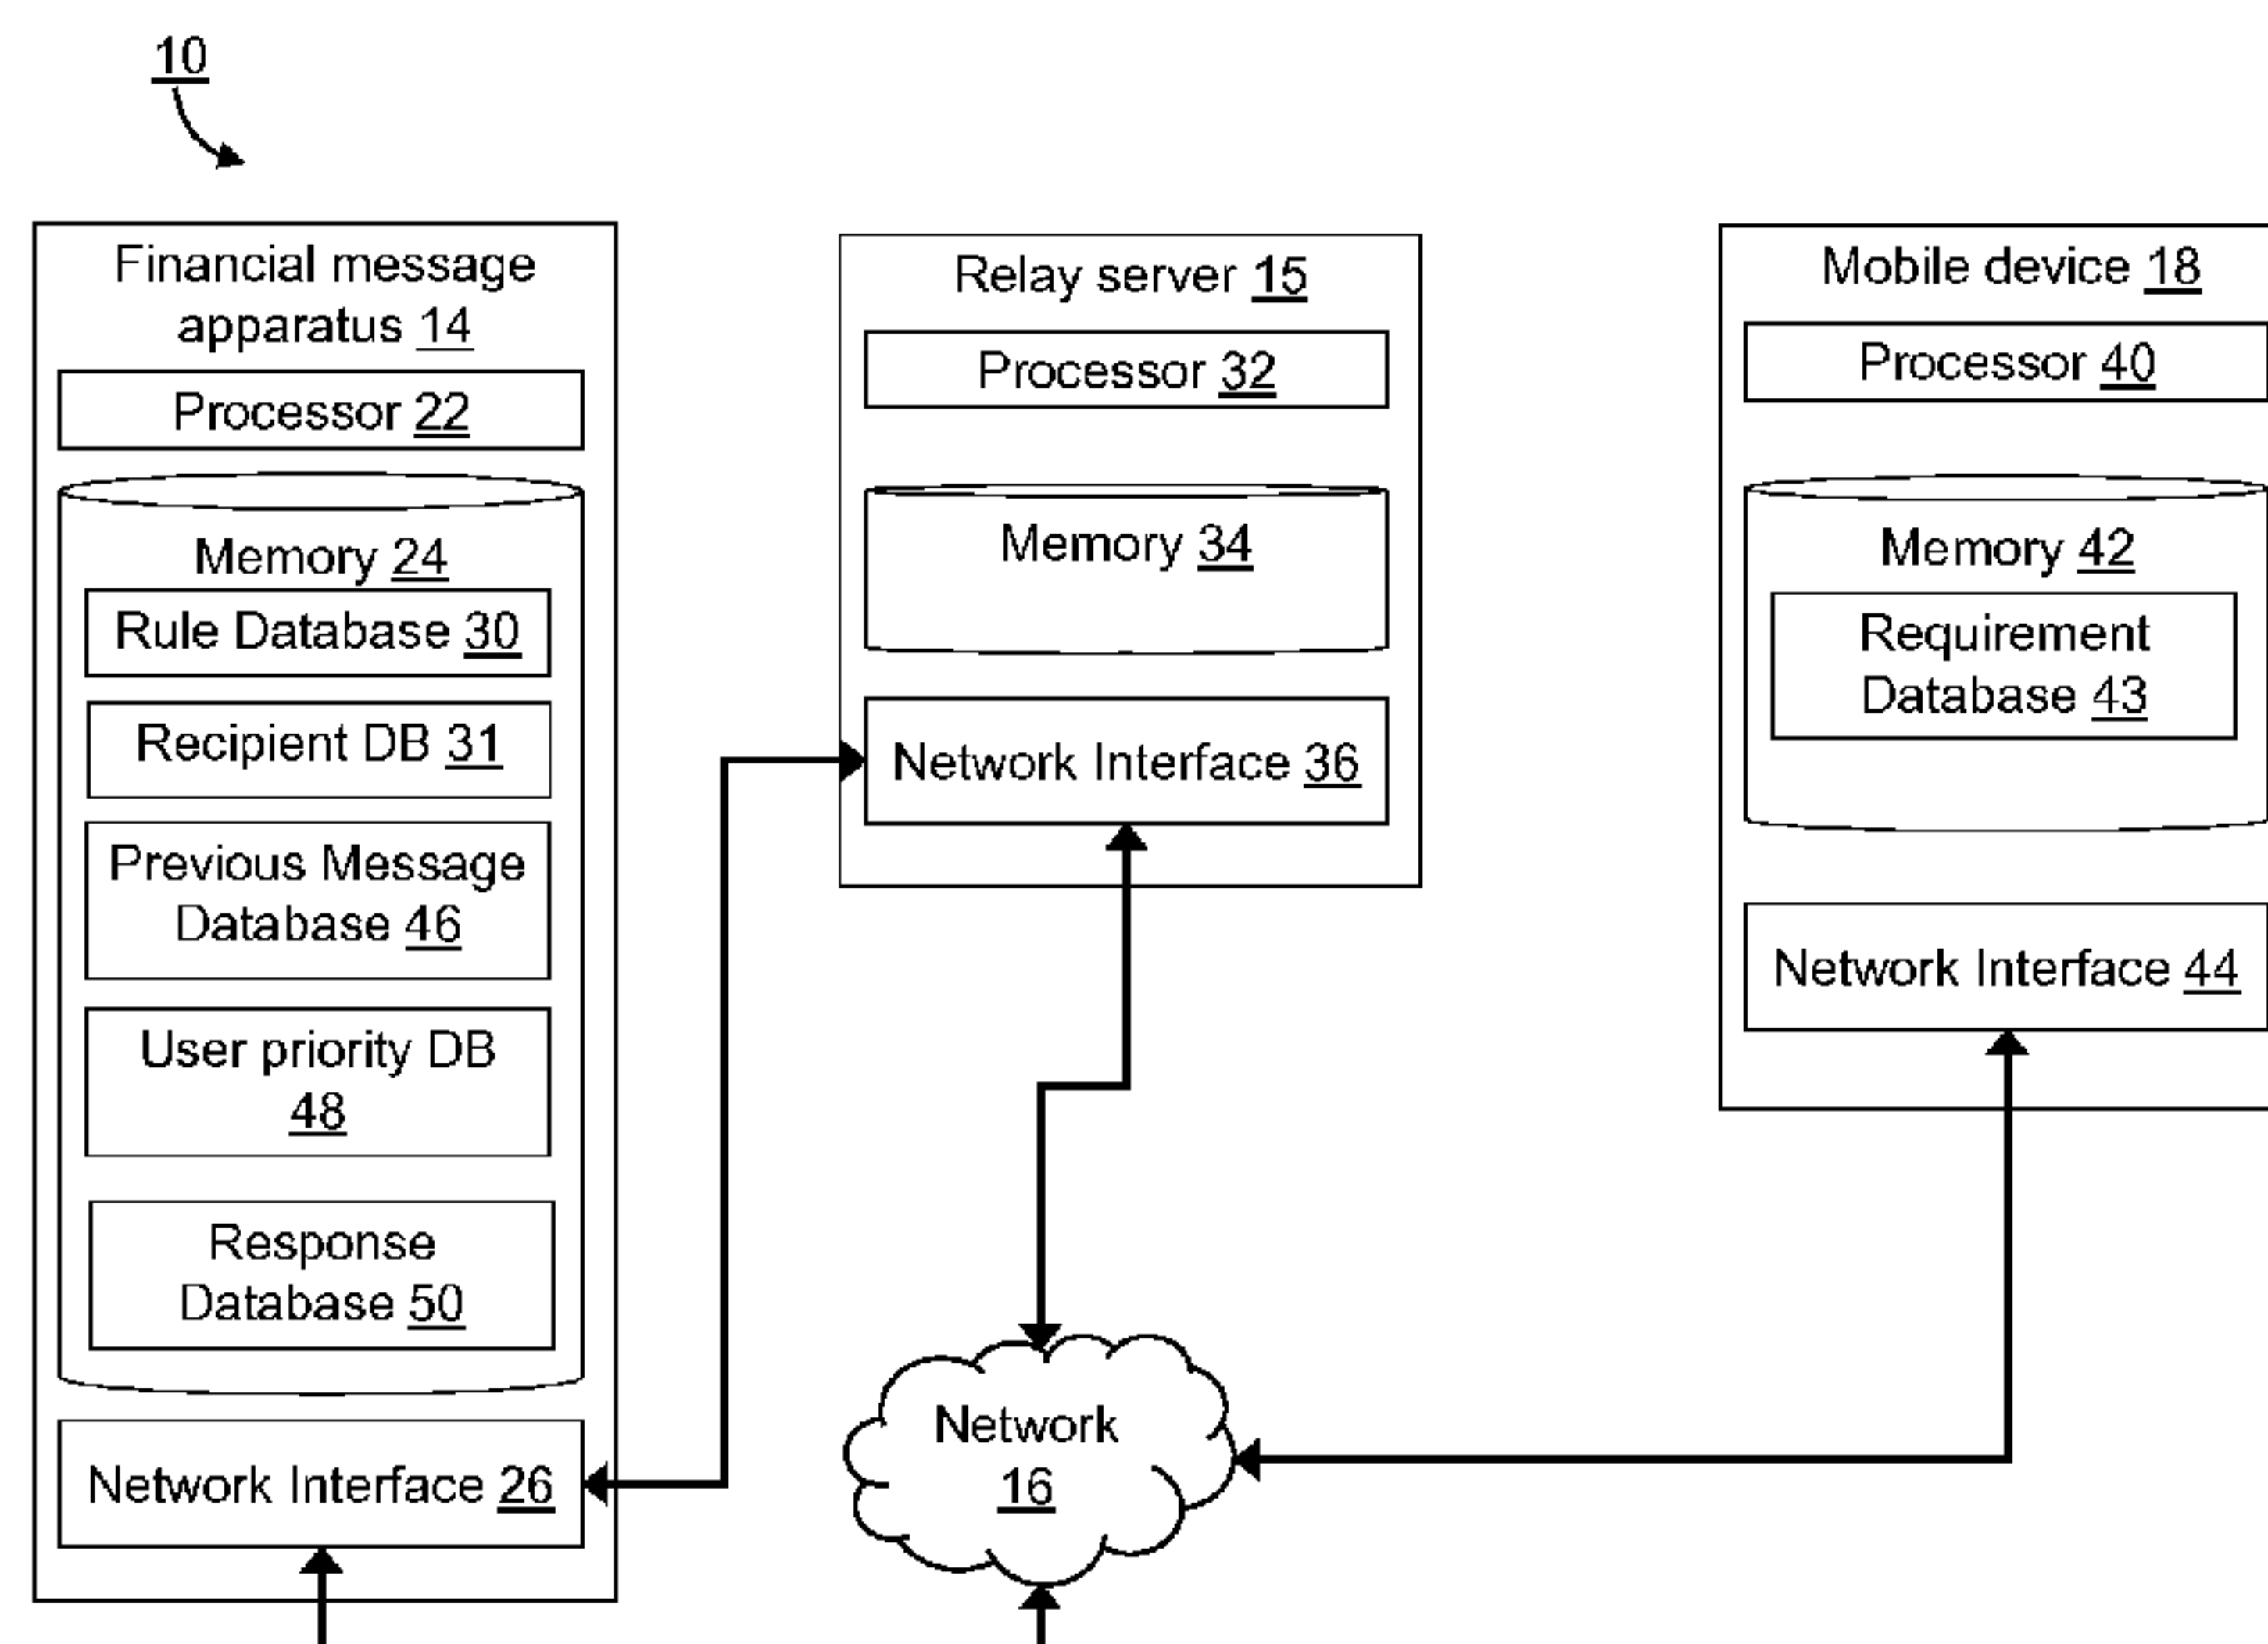 10
Financial message
apparatus 14
Processor 22
Memory 24
Rule Database 30
Recipient DB 31
Previous Message
Database 46
User priority DB
48
Response
Database 50
Network Interface 26
Relay server 15
Processor 32
Memory 34
Network Interface 36
Network
16
Mobile device 18
Processor 40
Memory 42
Requirement
Database 43
Network Interface 44